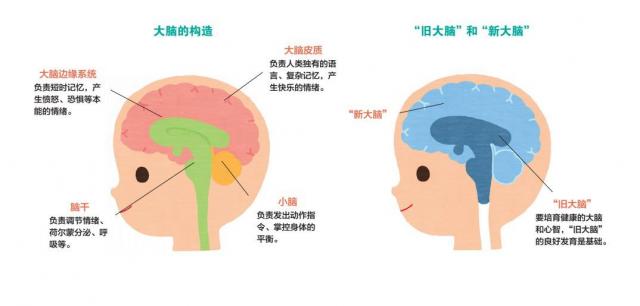 大脑的构造
大脑皮质
负责人类独有的语
言、复杂记忆，产
生快乐的情绪。
大脑边缘系统
负责短时记忆，产
生愤怒、恐惧等本
能的情绪。
脑干
负责调节情绪、
荷尔蒙分泌、呼
吸等。
小脑
负责发出动作指
令、掌控身体的
平衡。
“旧大脑”和“新大脑”
“新大脑”
“旧大脑”
要培育健康的大脑
和心智，“旧大脑”
的良好发育是基础。